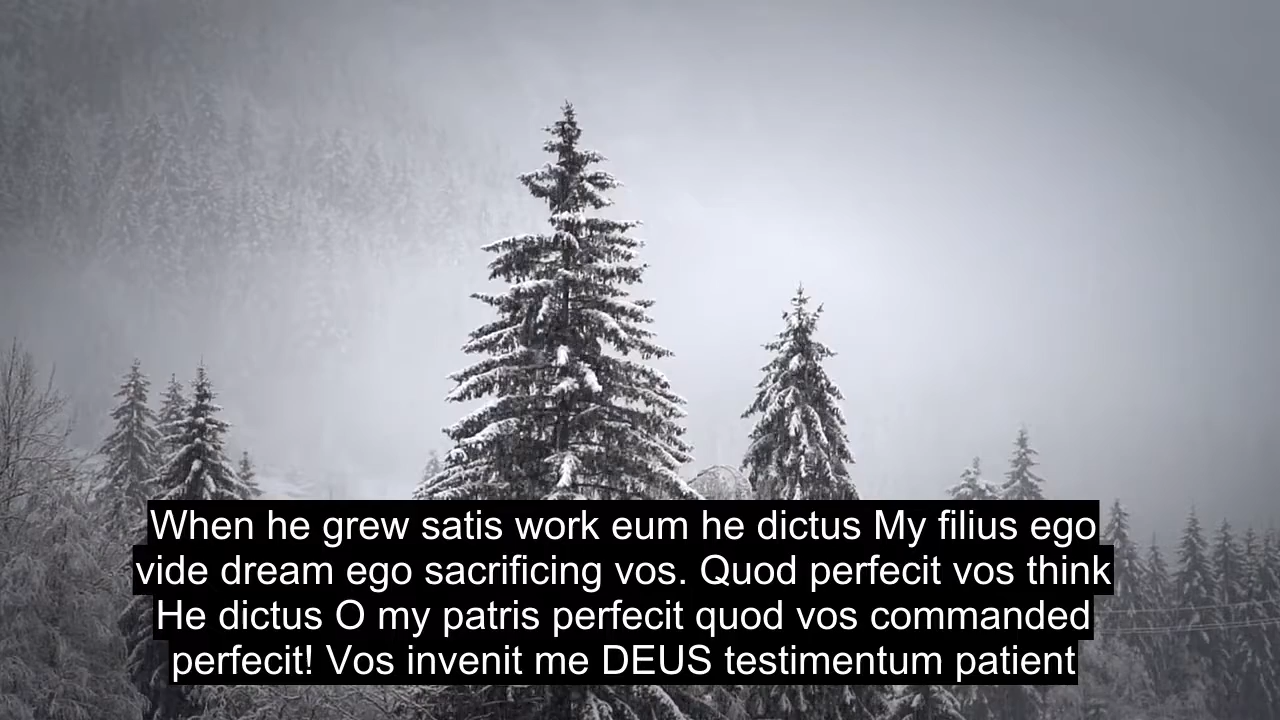 When he grew satis work eum he dictus My filius ego
vide dream ego sacrificing vos. Quod perfecit vos think
He dictus O my patris perfecit quod vos commanded
perfecit! Vos invenit me DEUS testimentum patient